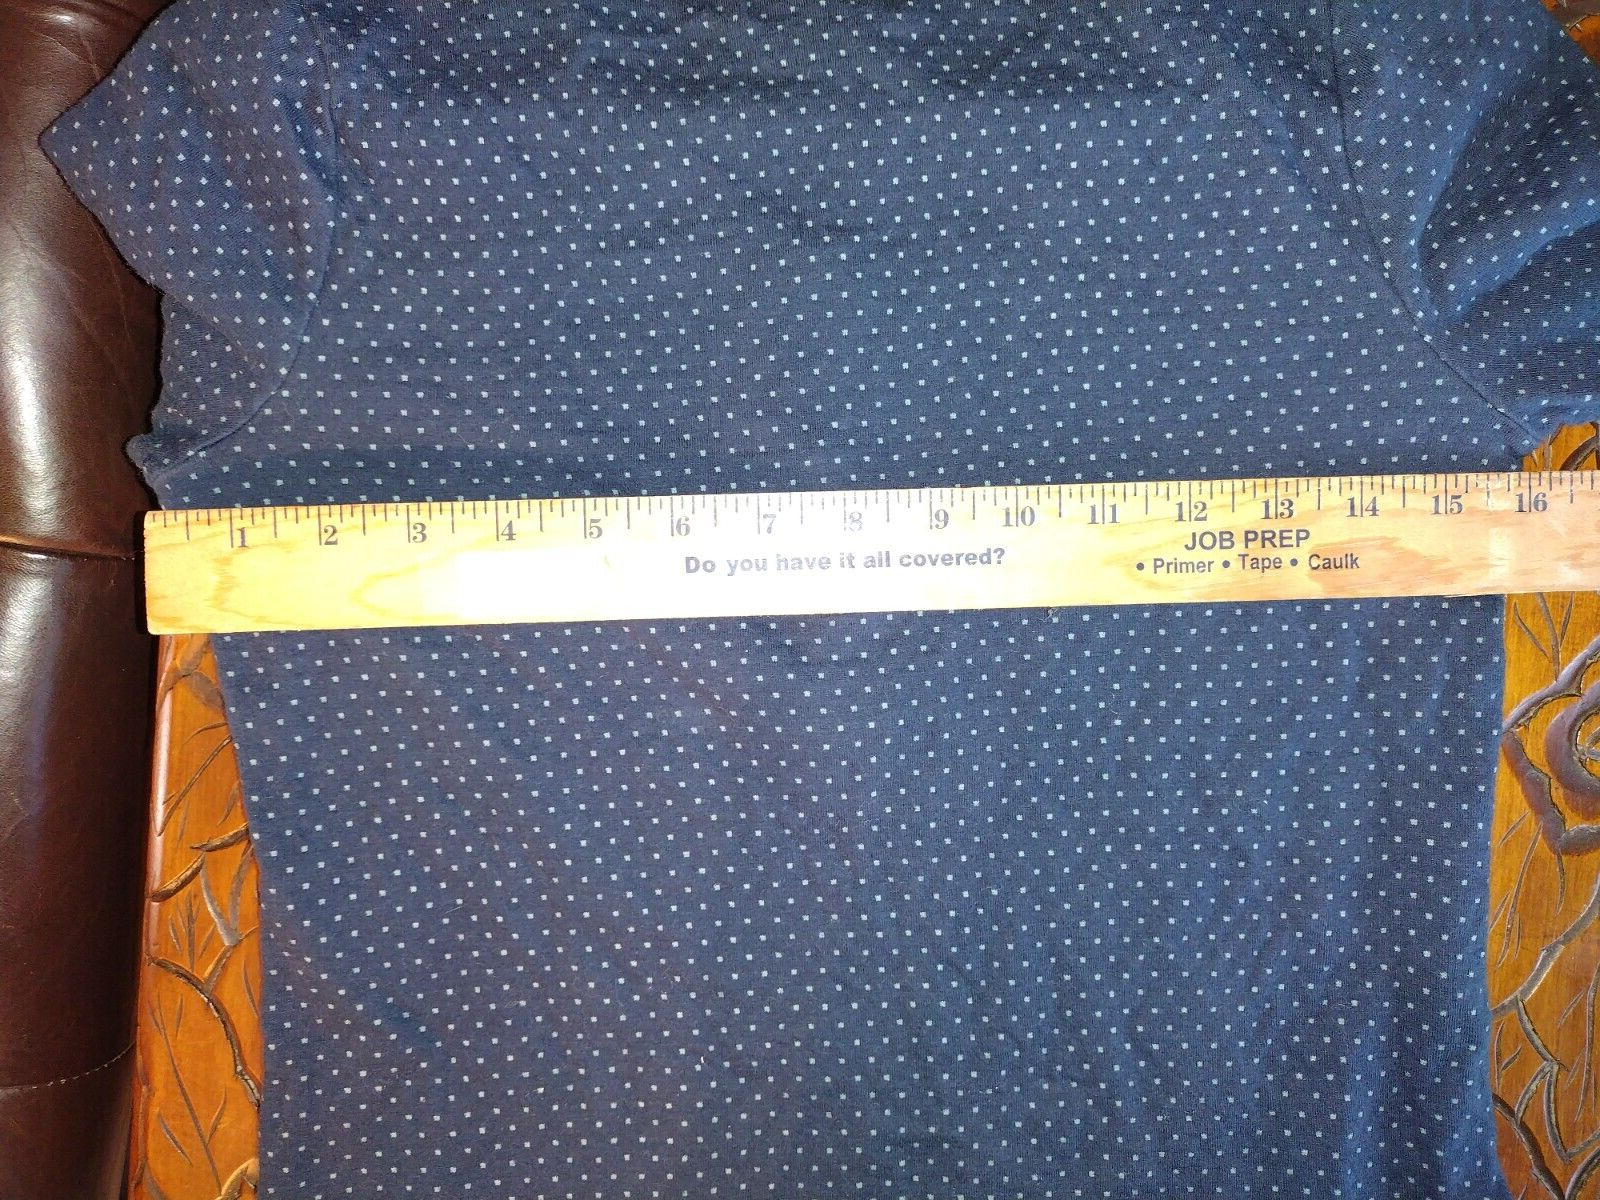 1 2 3 4 5 6 7 8 9 10 11 12 13 14 15 16
JOB PREP
Do you have it all covered?
• Primer • Tape • Caulk